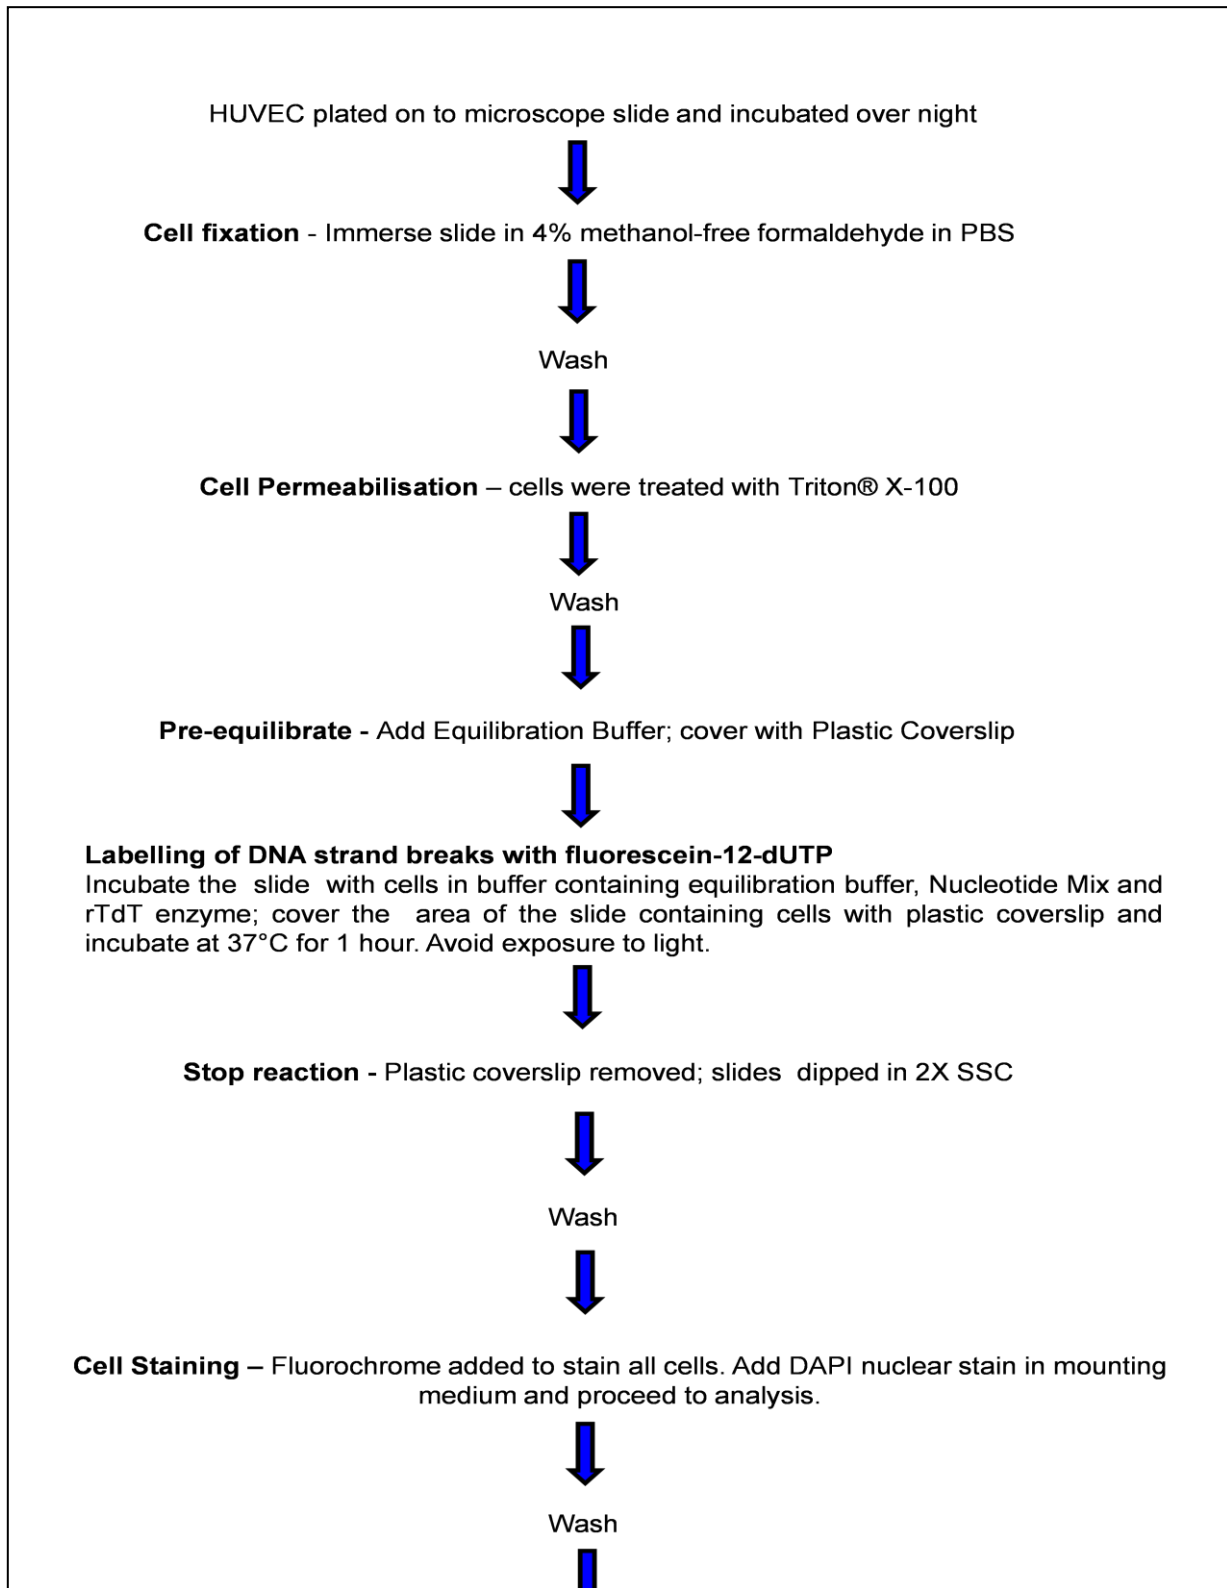 HUVEC plated on to microscope slide and incubated over night
Cell fixation - Immerse slide in 4% methanol-free formaldehyde in PBS
Wash
Cell Permeabilisation – cells were treated with Triton® X-100
Wash
Pre-equilibrate - Add Equilibration Buffer; cover with Plastic Coverslip
Labelling of DNA strand breaks with fluorescein-12-dUTP
Incubate the slide with cells in buffer containing equilibration buffer, Nucleotide Mix and
rTdT enzyme; cover the area of the slide containing cells with plastic coverslip and
incubate at 37°C for 1 hour. Avoid exposure to light.
Stop reaction - Plastic coverslip removed; slides dipped in 2X SSC
Wash
Cell Staining – Fluorochrome added to stain all cells. Add DAPI nuclear stain in mounting
medium and proceed to analysis.
Wash